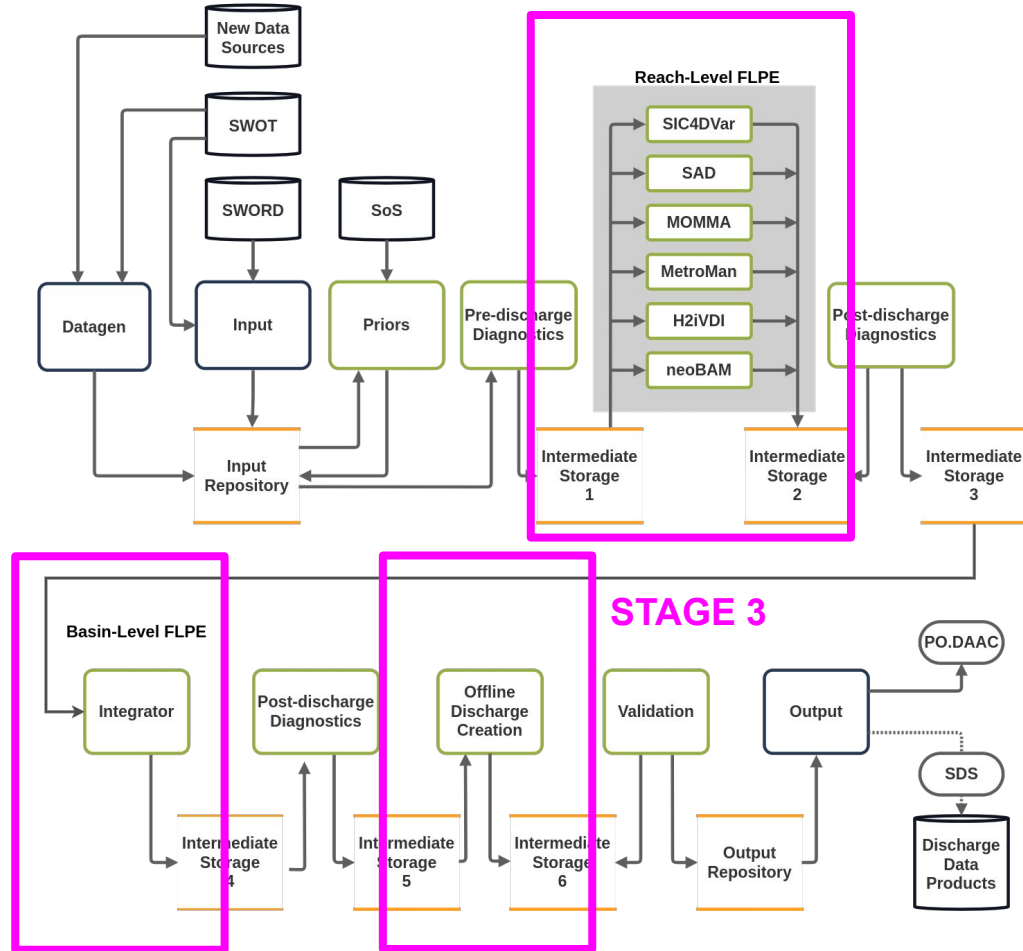 New Data
Sources
SWOT
SWORD
SoS
Reach-Level FLPE
SIC4DVar
SAD
MOMMA
MetroMan
H2iVDI
neoBAM
Datagen
Input
Priors
Pre-discharge
Diagnostics
Post-discharge
Diagnostics
Input
Repository
Intermediate
Storage
1
Intermediate
Storage
2
Intermediate
Storage
3
STAGE 3
Basin-Level FLPE
Integrator
Post-discharge
Diagnostics
Offline
Discharge
Creation
Validation
Output
PO.DAAC
SDS
Intermediate
Storage
4
Intermediate
Storage
5
Intermediate
Storage
6
Output
Repository
Discharge
Data
Products